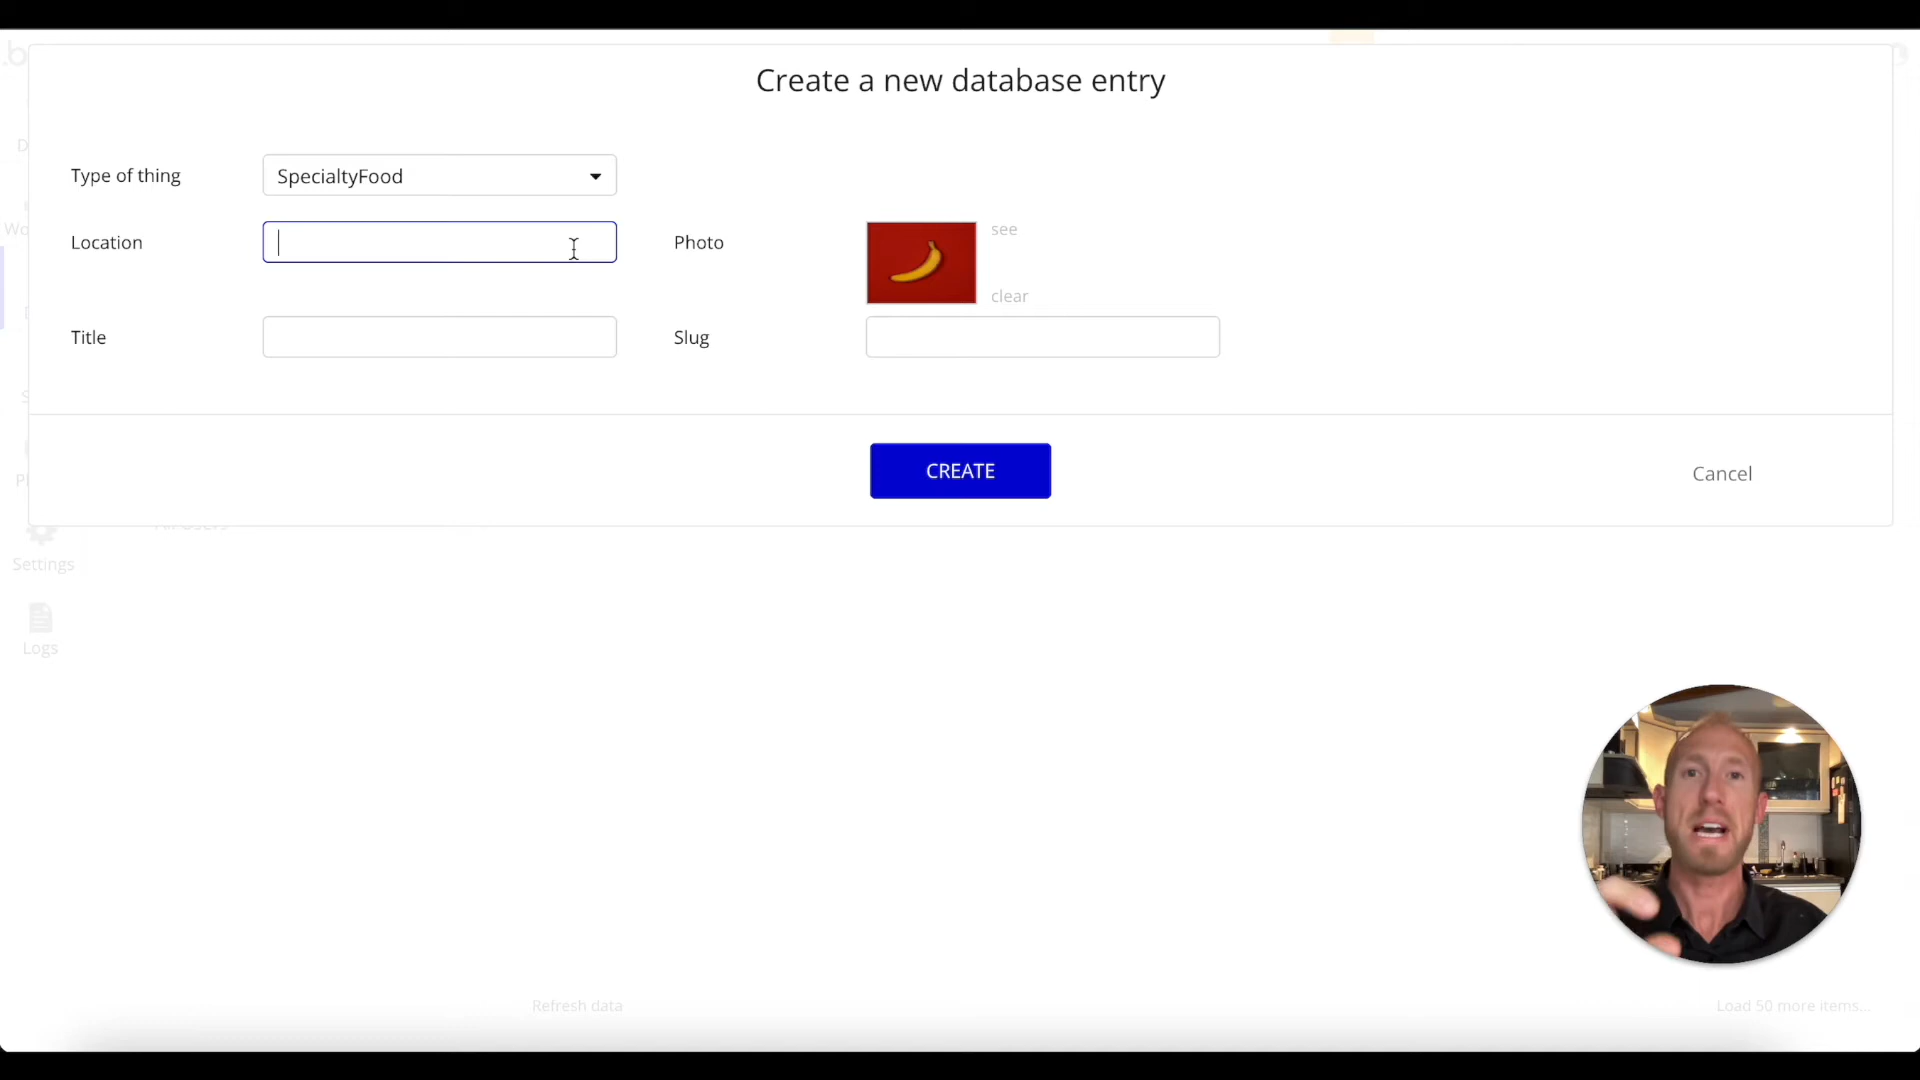 .b
Create a new database entry
Type of thing
SpecialtyFood
Location
Photo
see
clear
Title
Slug
CREATE
Cancel
Settings
Logs
Refresh data
Load 50 more items...